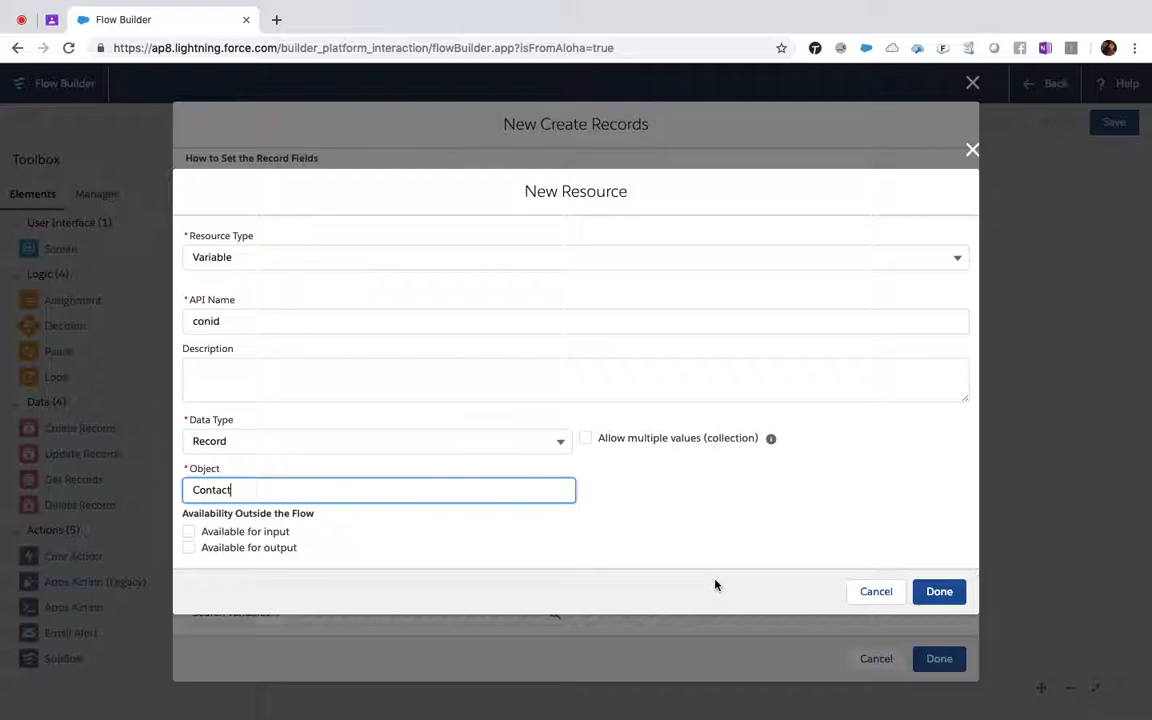 Flow Builder
https://ap8.lightning.force.com/builder_platform_interaction/flowBuilder.app?isFromAloha=true
Flow Builder
Back
Help
New Create Records
Save
How to Set the Record Fields
Toolbox
New Resource
Elements
Manager
User Interface (1)
Screen
Logic (4)
Assignment
Decision
Pause
Loop
Data (4)
Create Records
Update Records
Get Records
Delete Records
Actions (5)
Core Action
Apex Action (Legacy)
Apex Action
Email Alert
Subflow
*Resource Type
Variable
*API Name
conid
Description
*Data Type
Record
Allow multiple values (collection)
*Object
Contact
Availability Outside the Flow
Available for input
Available for output
Cancel
Done
Cancel
Done